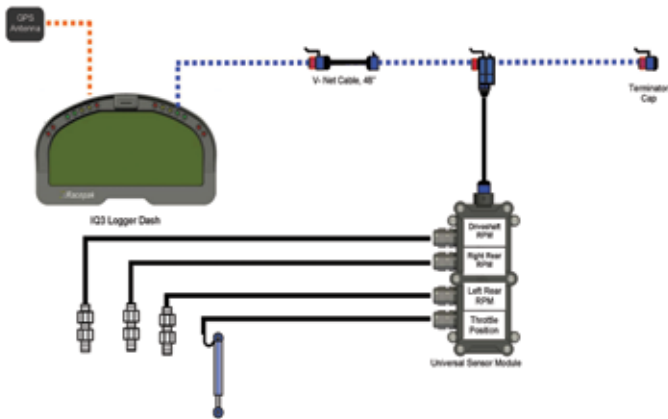 GPS
Antenna
V- Net Cable, 48"
Terminator
Cap
Racepak
IQ3 Logger Dash
Driveshaft
RPM
Right Rear
RPM
Left Rear
RPM
Throttle
Position
Universal Sensor Module